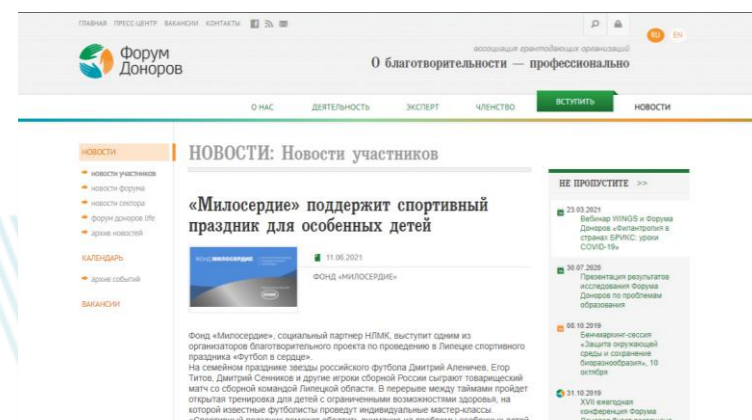 ГЛАВНАЯ ПРЕСС-ЦЕНТР ВАКАНСИИ КОНТАКТЫ
RU EN
Форум
Доноров
ассоциация грантодающих организаций
О благотворительности — профессионально
О НАС ДЕЯТЕЛЬНОСТЬ ЭКСПЕРТ ЧЛЕНСТВО ВСТУПИТЬ НОВОСТИ
НОВОСТИ
новости участников
новости форума
новости сектора
форум доноров life
архив новостей
КАЛЕНДАРЬ
архив событий
ВАКАНСИИ
НОВОСТИ: Новости участников
«Милосердие» поддержит спортивный
праздник для особенных детей
ФОНД МИЛОСЕРДИЕ
11.06.2021
ФОНД «МИЛОСЕРДИЕ»
Фонд «Милосердие», социальный партнер НЛМК, выступит одним из
организаторов благотворительного проекта по проведению в Липецке спортивного
праздника «Футбол в сердце».
На семейном празднике звезды российского футбола Дмитрий Аленичев, Егор
Титов, Дмитрий Сенников и другие игроки сборной России сыграют товарищеский
матч со сборной командой Липецкой области. В перерыве между таймами пройдет
открытая тренировка для детей с ограниченными возможностями здоровья, на
которой известные футболисты проведут индивидуальные мастер-классы.
НЕ ПРОПУСТИТЕ >>
23.03.2021
Вебинар WINGS и Форума
Доноров «Филантропия в
странах БРИКС: уроки
COVID-19»
30.07.2020
Презентация результатов
исследования Форума
Доноров по проблемам
образования
08.10.2019
Бенчмаркинг-сессия
«Защита окружающей
среды и сохранение
биоразнообразия», 10
октября
31.10.2019
XVII ежегодная
конференция Форума